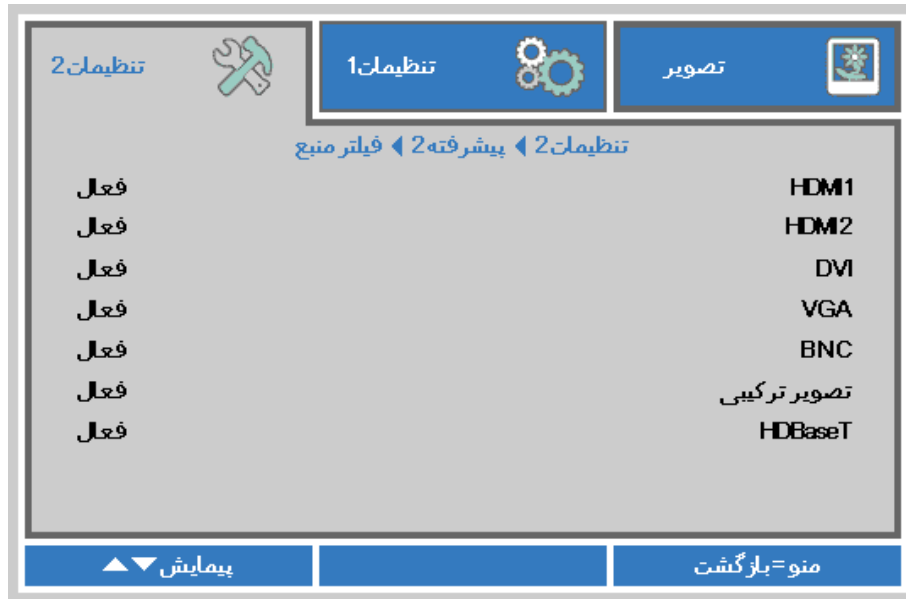 تصویر
تنظیمات1
تنظیمات2
تنظیمات2 ◀ پیشرفته2 ◀ فیلتر منبع
HDMI1 فعال
HDMI2 فعال
DVI فعال
VGA فعال
BNC فعال
تصویر ترکیبی فعال
HDBaseT فعال
منو=بازگشت
پیمایش▼▲